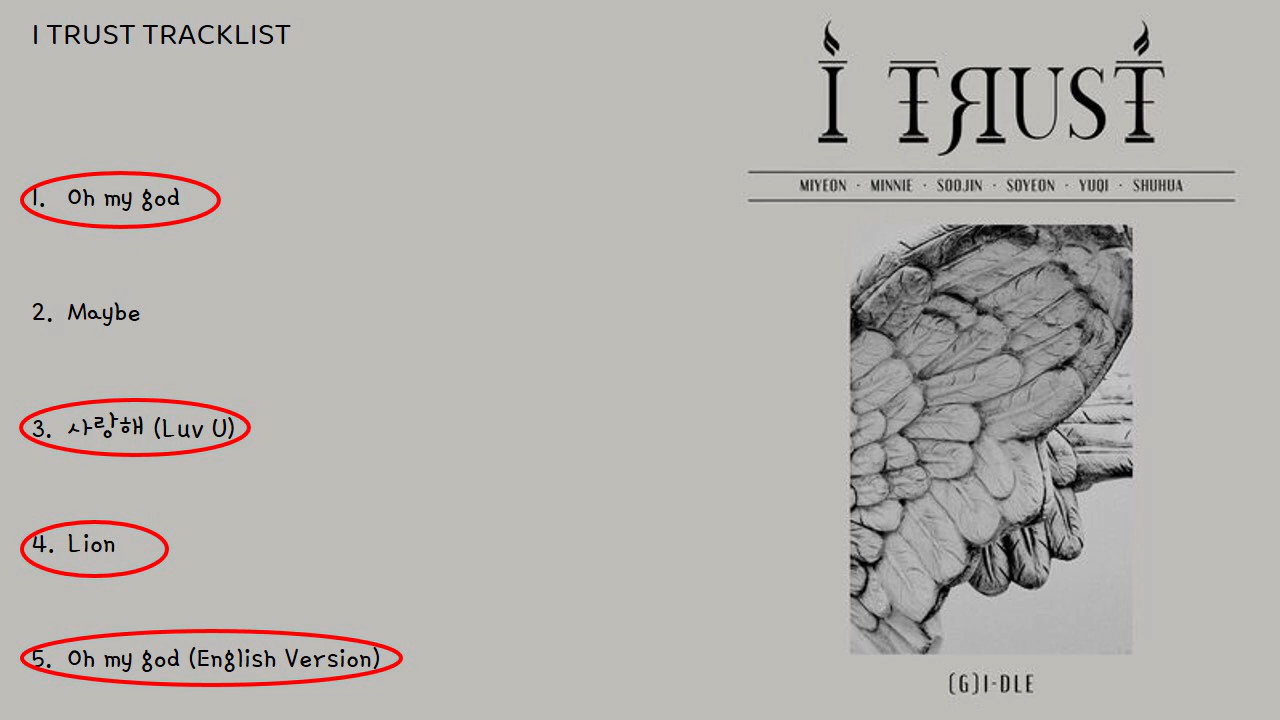 I TRUST TRACKLIST
1. Oh my god
2. Maybe
3. 사랑해 (Luv U)
4. Lion
5. Oh my god (English Version)
I TRUST
MIYEON · MINNIE · SOOJIN · SOYEON · YUQI · SHUHUA
(G)I-DLE